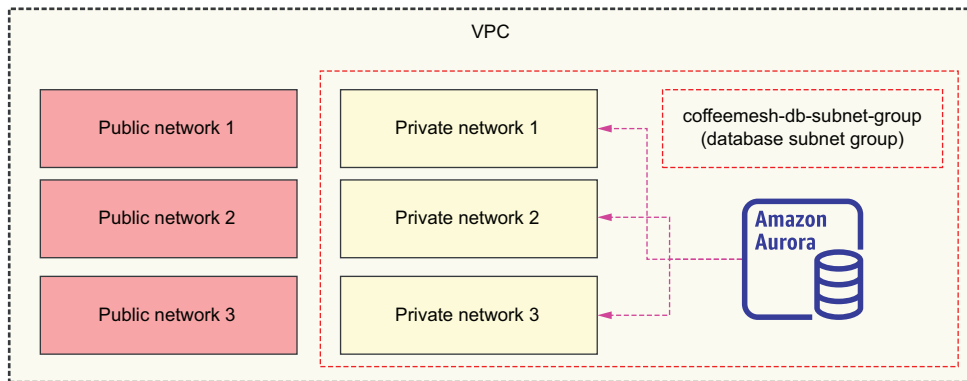 VPC
Public network 1
Private network 1
coffeemesh-db-subnet-group
(database subnet group)
Public network 2
Private network 2
Amazon
Aurora
Public network 3
Private network 3